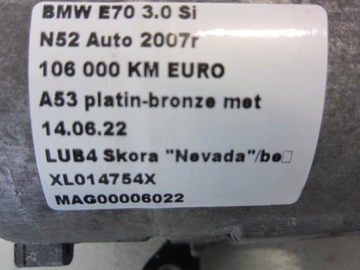 BMW E70 3.0 Si
N52 Auto 2007r
106 000 KM EURO
A53 platin-bronze met
14.06.22
LUB4 Skora "Nevada"/be□
XL014754X
MAG00006022